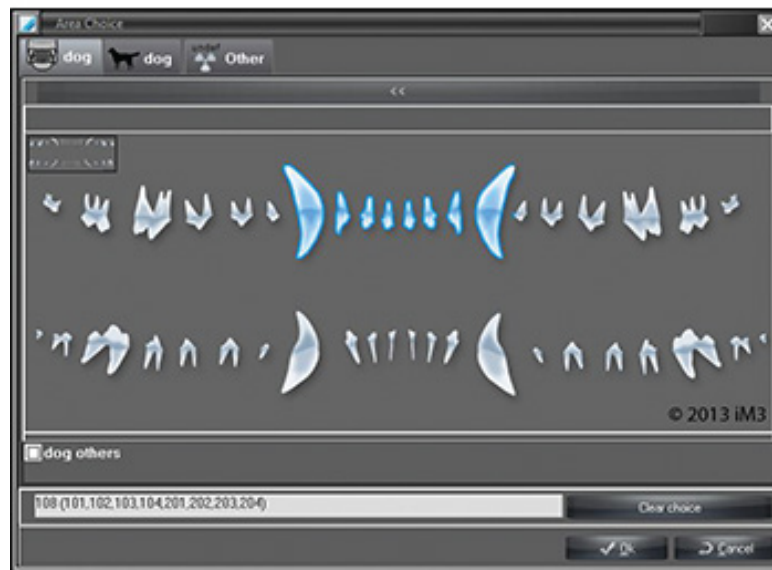 Area Choice
dog
dog
undef
Other
<<
© 2013 iM3
dog others
108 (101,102,103,104,201,202,203,204)
Clear choice
Ok
Cancel